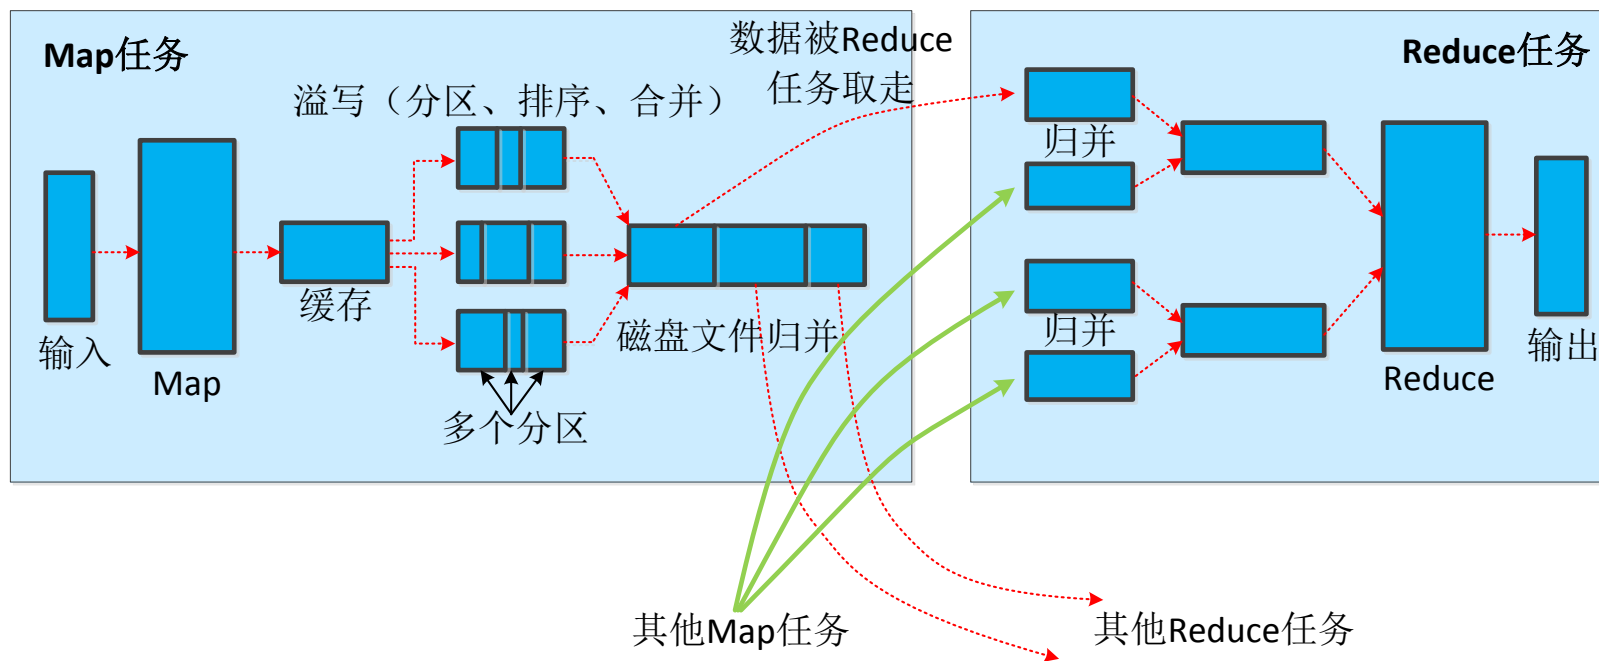 Map任务
溢写（分区、排序、合并）
输入
Map
缓存
多个分区
磁盘文件归并
数据被Reduce
任务取走
Reduce任务
归并
归并
Reduce
输出
其他Map任务
其他Reduce任务